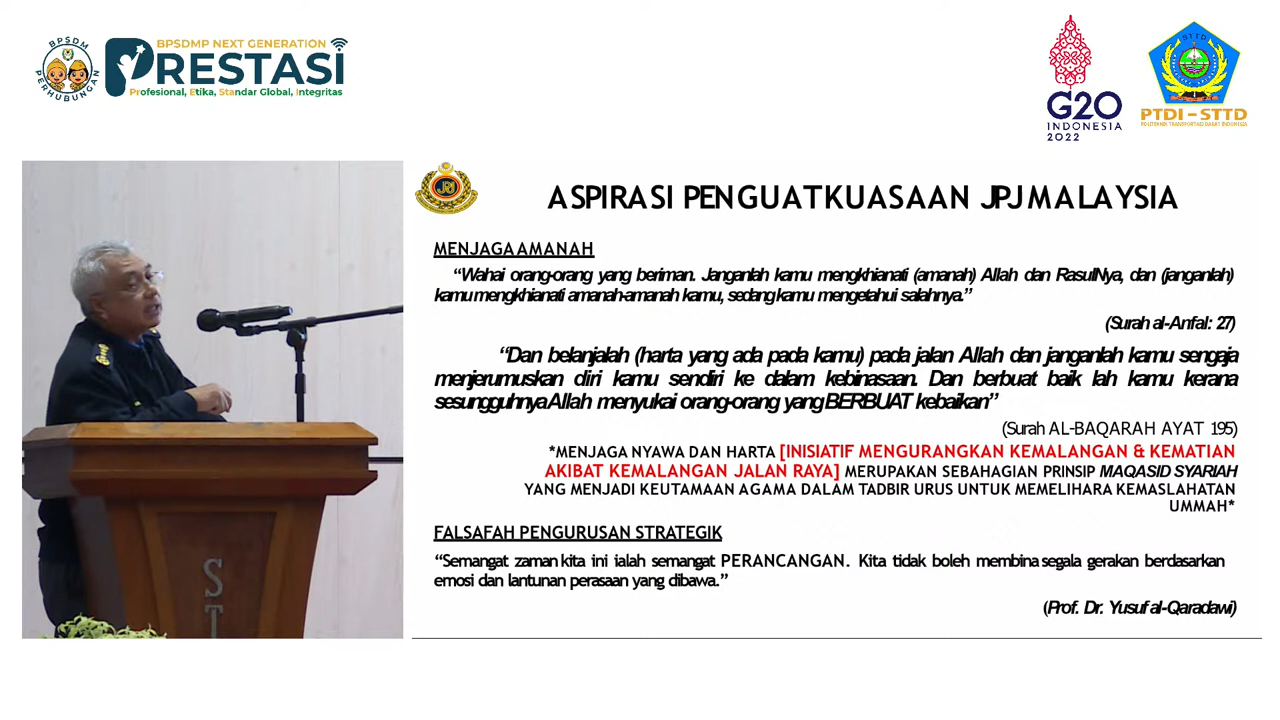 BPSDM
PERHUBUNGAN
BPSDMP NEXT GENERATION
PRESTASI
Profesional, Etika, Standar Global, Integritas
G20
INDONESIA
2022
STTD
PTDI - STTD
POLITEKNIK TRANSPORTASI DARAT INDONESIA
JPJ
ASPIRASI PENGUATKUASAAN JPJ MALAYSIA
MENJAGA AMANAH
“Wahai orang-orang yang beriman. Janganlah kamu mengkhianati (amanah) Allah dan RasulNya, dan (janganlah)
kamu mengkhianati amanah-amanah kamu, sedang kamu mengetahui salahnya.”
(Surah al-Anfal: 27)
“Dan belanjalah (harta yang ada pada kamu) pada jalan Allah dan janganlah kamu sengaja
menjerumuskan diri kamu sendiri ke dalam kebinasaan. Dan berbuat baik lah kamu kerana
sesungguhnya Allah menyukai orang-orang yang BERBUAT kebaikan”
(Surah AL-BAQARAH AYAT 195)
*MENJAGA NYAWA DAN HARTA [INISIATIF MENGURANGKAN KEMALANGAN & KEMATIAN
AKIBAT KEMALANGAN JALAN RAYA] MERUPAKAN SEBAHAGIAN PRINSIP MAQASID SYARIAH
YANG MENJADI KEUTAMAAN AGAMA DALAM TADBIR URUS UNTUK MEMELIHARA KEMASLAHATAN
UMMAH*
FALSAFAH PENGURUSAN STRATEGIK
“Semangat zaman kita ini ialah semangat PERANCANGAN. Kita tidak boleh membina segala gerakan berdasarkan
emosi dan lantunan perasaan yang dibawa.”
(Prof. Dr. Yusuf al-Qaradawi)